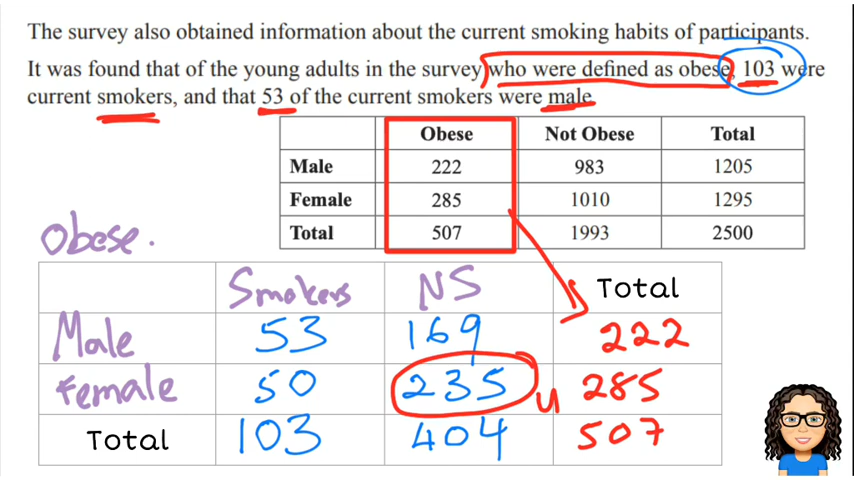 The survey also obtained information about the current smoking habits of participants.
It was found that of the young adults in the survey who were defined as obese, 103 were
current smokers, and that 53 of the current smokers were male
Obese Not Obese Total
Male 222 983 1205
Female 285 1010 1295
Total 507 1993 2500
Obese.
Smokers NS Total
Male 53 169 222
Female 50 235 285
Total 103 404 507